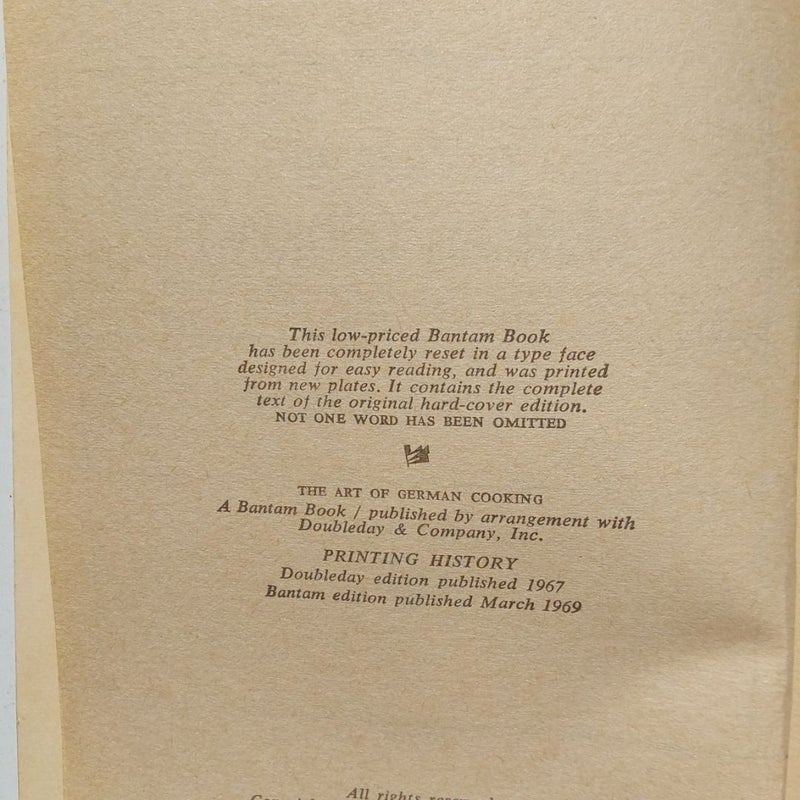 This low-priced Bantam Book
has been completely reset in a type face
designed for easy reading, and was printed
from new plates. It contains the complete
text of the original hard-cover edition.
NOT ONE WORD HAS BEEN OMITTED
THE ART OF GERMAN COOKING
A Bantam Book / published by arrangement with
Doubleday & Company, Inc.
PRINTING HISTORY
Doubleday edition published 1967
Bantam edition published March 1969
All rights